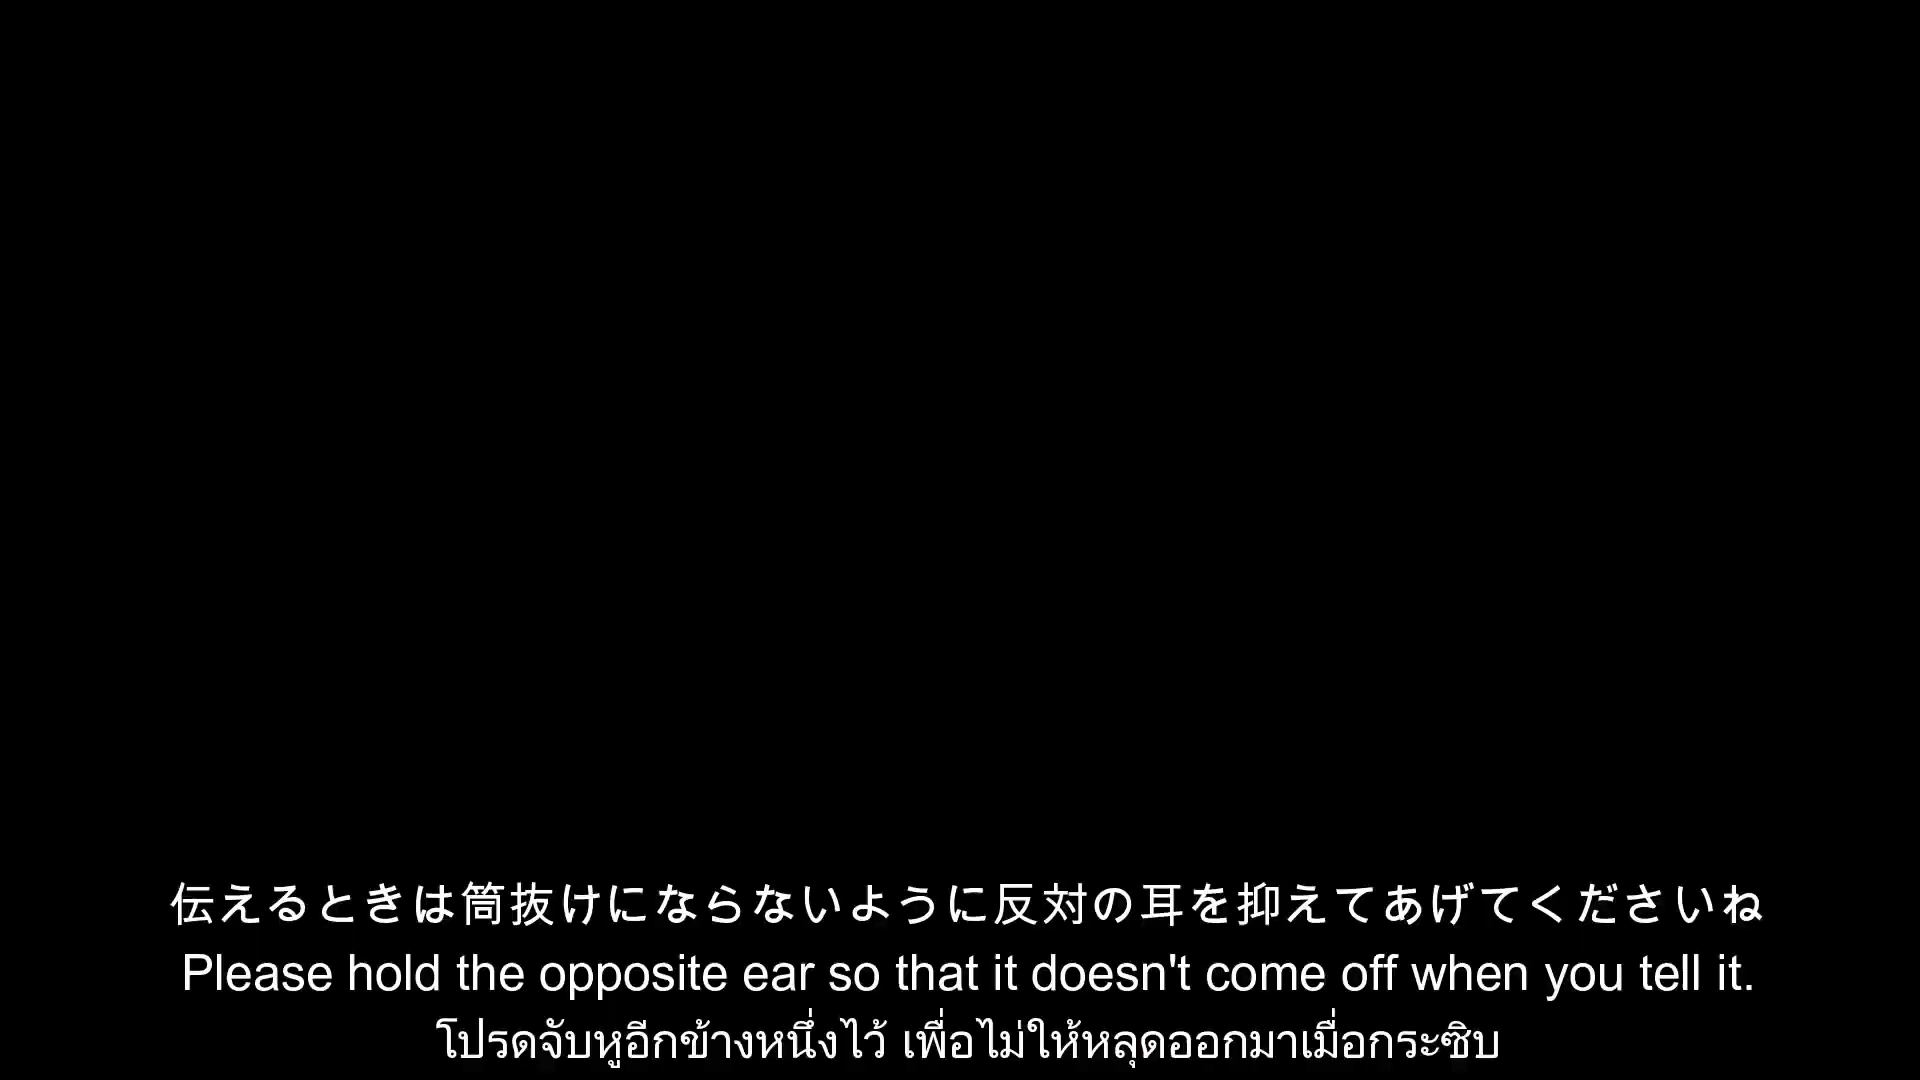 伝えるときは筒抜けにならないように反対の耳を抑えてあげてくださいね
Please hold the opposite ear so that it doesn't come off when you tell it.
โปรดจับหูอีกข้างหนึ่งไว้ เพื่อไม่ให้หลุดออกมาเมื่อกระซิบ